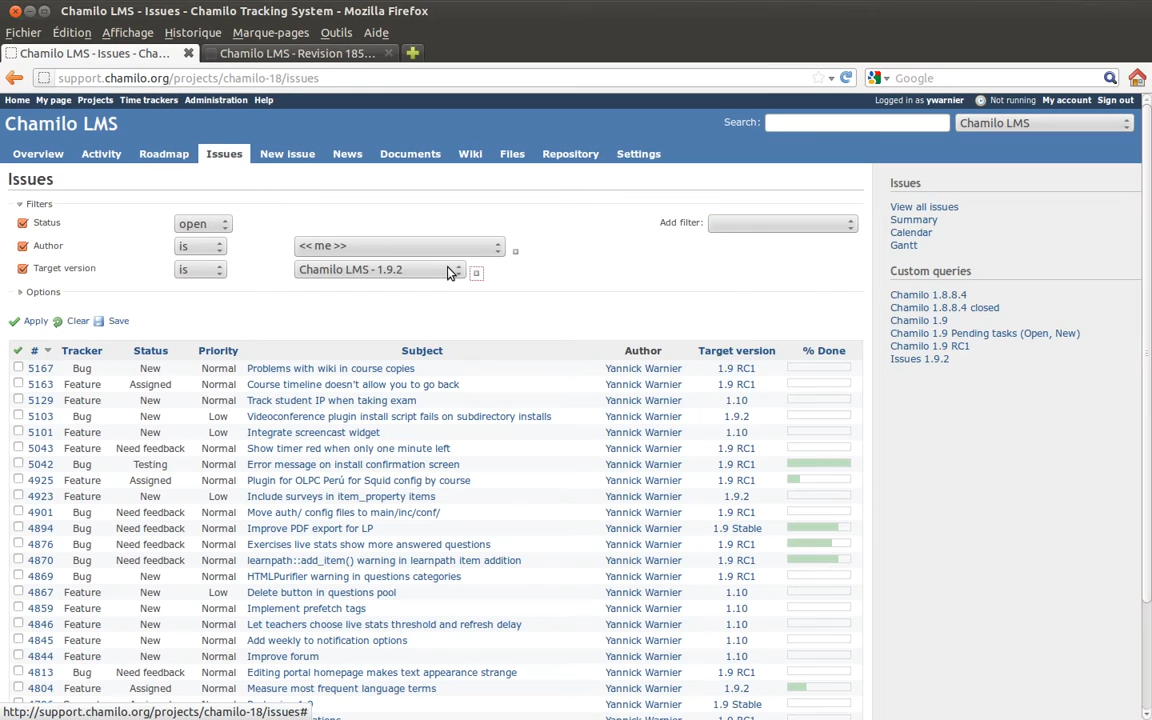 Chamilo LMS - Issues - Chamilo Tracking System - Mozilla Firefox
Fichier Édition Affichage Historique Marque-pages Outils Aide
Chamilo LMS - Issues - Cha... Chamilo LMS - Revision 185...
support.chamilo.org/projects/chamilo-18/issues Google
Home My page Projects Time trackers Administration Help Logged in as ywarnier Not running My account Sign out
Chamilo LMS Search: Chamilo LMS
Overview Activity Roadmap Issues New issue News Documents Wiki Files Repository Settings
Issues
Filters
Status open Add filter:
Author is << me >>
Target version is Chamilo LMS - 1.9.2
Options
Apply Clear Save
# Tracker Status Priority Subject Author Target version % Done
5167 Bug New Normal Problems with wiki in course copies Yannick Warnier 1.9 RC1
5163 Feature Assigned Normal Course timeline doesn't allow you to go back Yannick Warnier 1.9 RC1
5129 Feature New Normal Track student IP when taking exam Yannick Warnier 1.10
5103 Bug New Low Videoconference plugin install script fails on subdirectory installs Yannick Warnier 1.9.2
5101 Feature New Low Integrate screencast widget Yannick Warnier 1.10
5043 Feature Need feedback Normal Show timer red when only one minute left Yannick Warnier 1.9 RC1
5042 Bug Testing Normal Error message on install confirmation screen Yannick Warnier 1.9 RC1
4925 Feature Assigned Normal Plugin for OLPC Perú for Squid config by course Yannick Warnier 1.9 RC1
4923 Feature New Low Include surveys in item_property items Yannick Warnier 1.9.2
4901 Bug Need feedback Normal Move auth/ config files to main/inc/conf/ Yannick Warnier 1.9 RC1
4894 Bug Need feedback Normal Improve PDF export for LP Yannick Warnier 1.9 Stable
4876 Bug Need feedback Normal Exercises live stats show more answered questions Yannick Warnier 1.9 RC1
4870 Bug Need feedback Normal learnpath::add_item() warning in learnpath item addition Yannick Warnier 1.9 RC1
4869 Bug New Normal HTMLPurifier warning in questions categories Yannick Warnier 1.9 RC1
4867 Feature New Low Delete button in questions pool Yannick Warnier 1.10
4859 Feature New Normal Implement prefetch tags Yannick Warnier 1.10
4846 Feature New Normal Let teachers choose live stats threshold and refresh delay Yannick Warnier 1.10
4845 Feature New Normal Add weekly to notification options Yannick Warnier 1.10
4844 Feature New Normal Improve forum Yannick Warnier 1.10
4813 Bug Need feedback Normal Editing portal homepage makes text appearance strange Yannick Warnier 1.9 RC1
4804 Feature Assigned Normal Measure most frequent language terms Yannick Warnier 1.9.2
Yannick Warnier 1.9 Stable
http://support.chamilo.org/projects/chamilo-18/issues#
Issues
View all issues
Summary
Calendar
Gantt
Custom queries
Chamilo 1.8.8.4
Chamilo 1.8.8.4 closed
Chamilo 1.9
Chamilo 1.9 Pending tasks (Open, New)
Chamilo 1.9 RC1
Issues 1.9.2